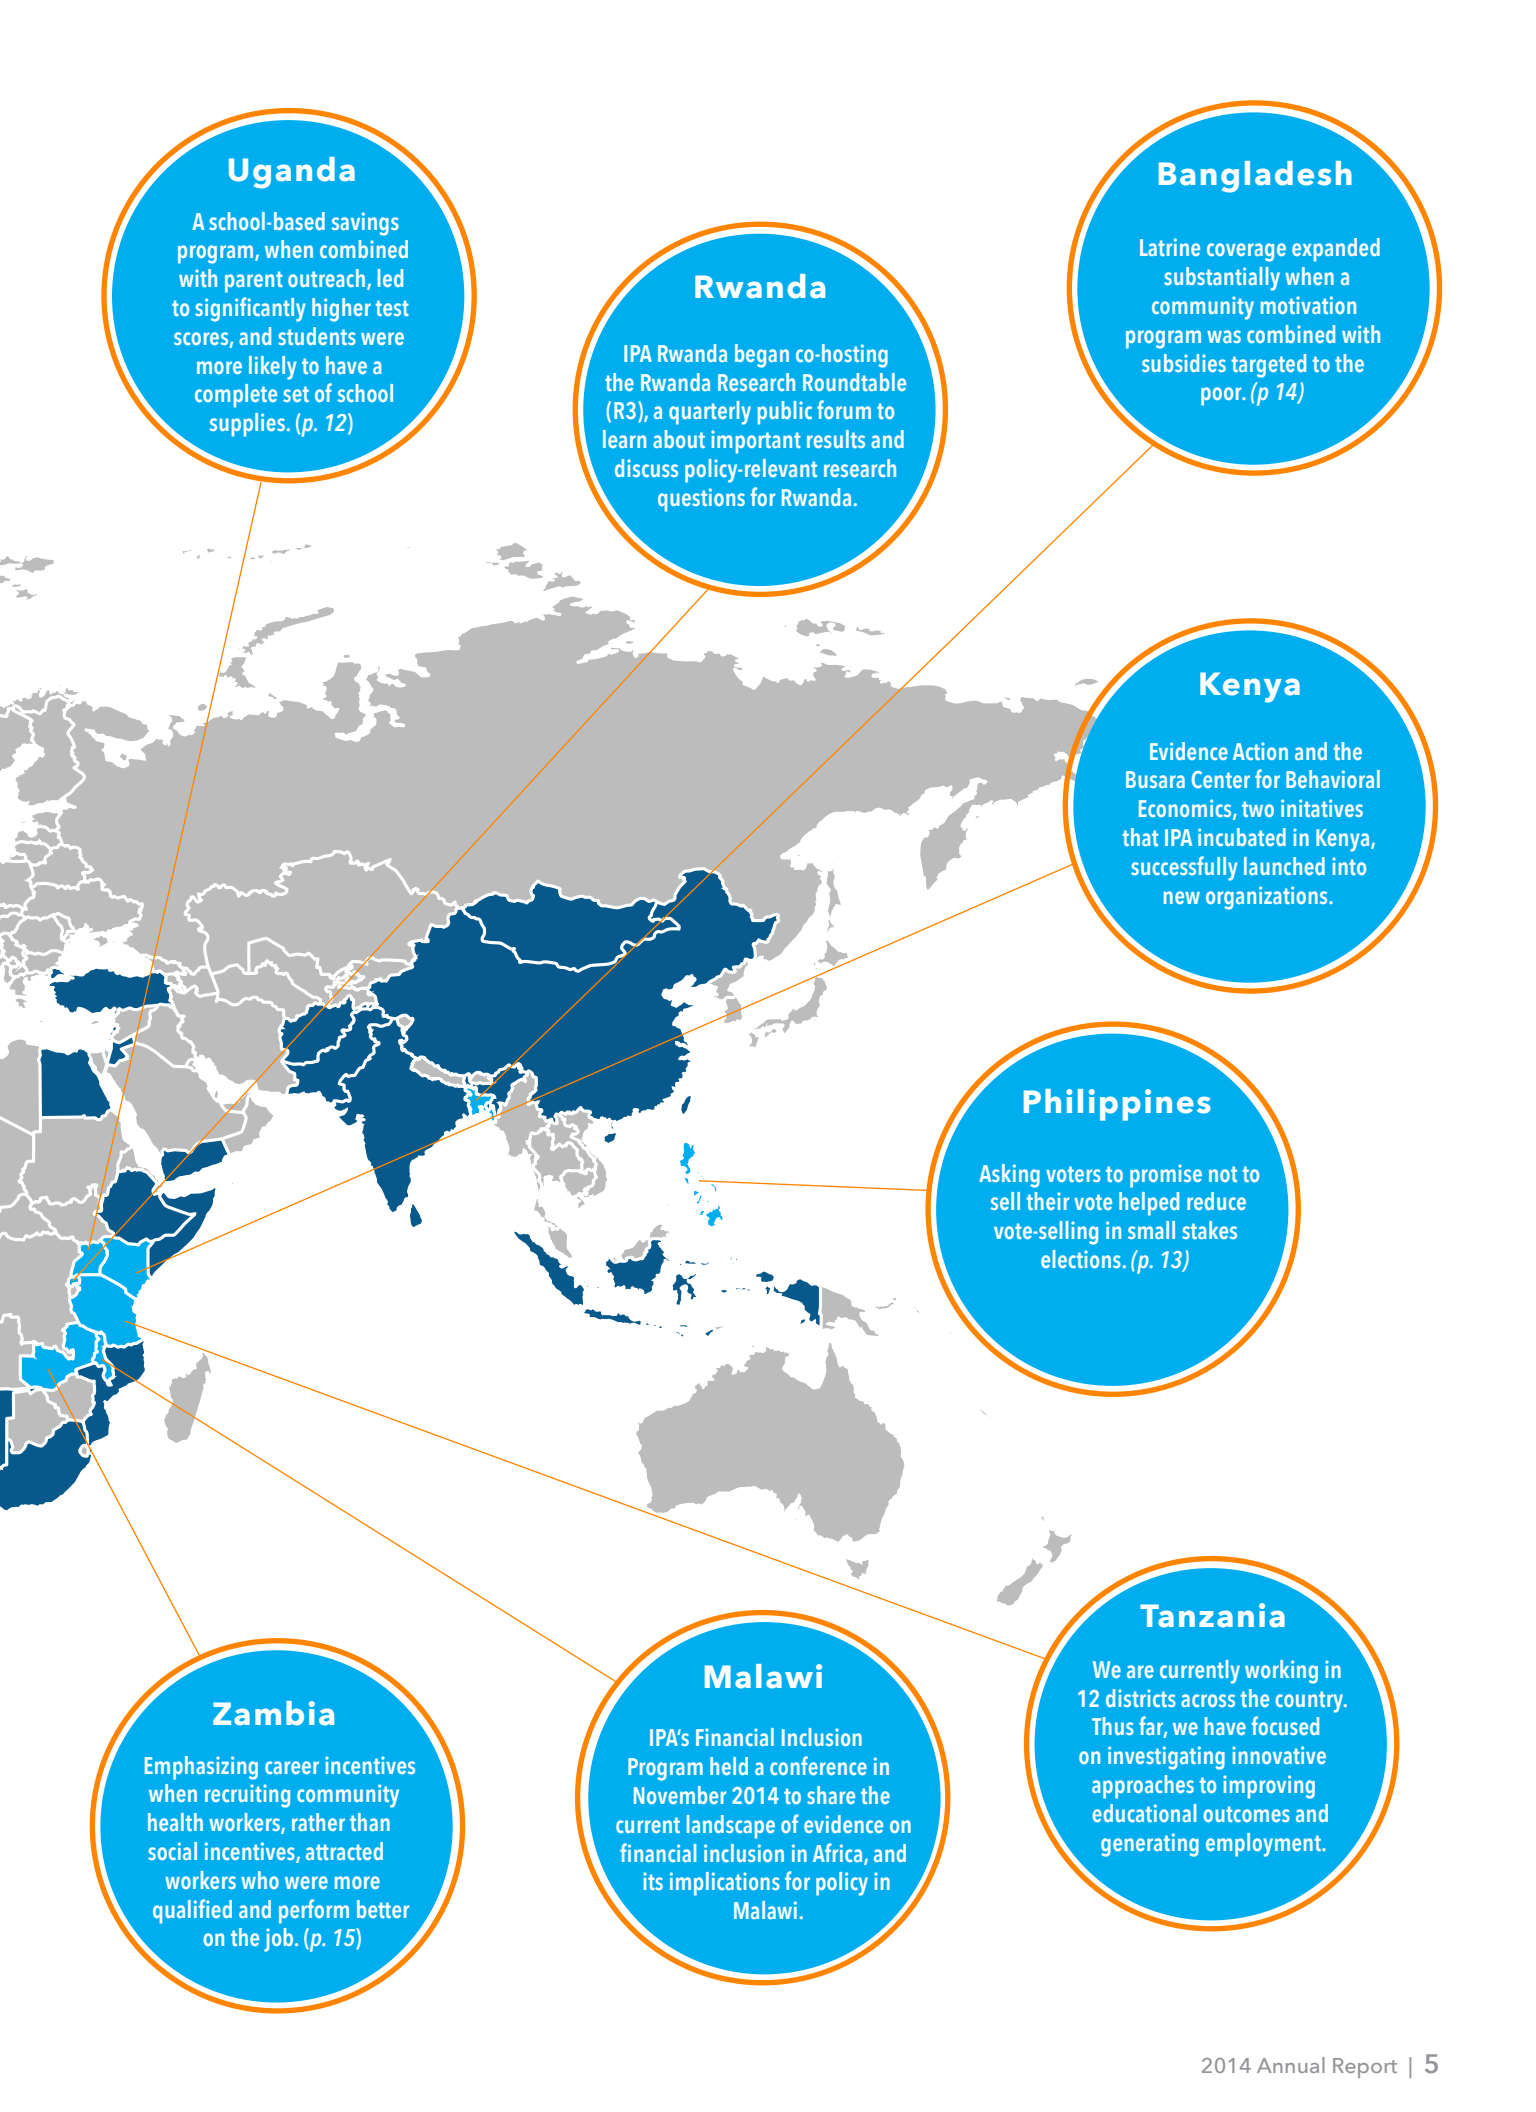 Uganda
A school-based savings
program, when combined
with parent outreach, led
to significantly higher test
scores, and students were
more likely to have a
complete set of school
supplies. (p. 12)
Rwanda
IPA Rwanda began co-hosting
the Rwanda Research Roundtable
(R3), a quarterly public forum to
learn about important results and
discuss policy-relevant research
questions for Rwanda.
Bangladesh
Latrine coverage expanded
substantially when a
community motivation
program was combined with
subsidies targeted to the
poor. (p 14)
Kenya
Evidence Action and the
Busara Center for Behavioral
Economics, two initatives
that IPA incubated in Kenya,
successfully launched into
new organizations.
Philippines
Asking voters to promise not to
sell their vote helped reduce
vote-selling in small stakes
elections. (p. 13)
Tanzania
We are currently working in
12 districts across the country.
Thus far, we have focused
on investigating innovative
approaches to improving
educational outcomes and
generating employment.
Malawi
IPA’s Financial Inclusion
Program held a conference in
November 2014 to share the
current landscape of evidence on
financial inclusion in Africa, and
its implications for policy in
Malawi.
Zambia
Emphasizing career incentives
when recruiting community
health workers, rather than
social incentives, attracted
workers who were more
qualified and perform better
on the job. (p. 15)
2014 Annual Report | 5